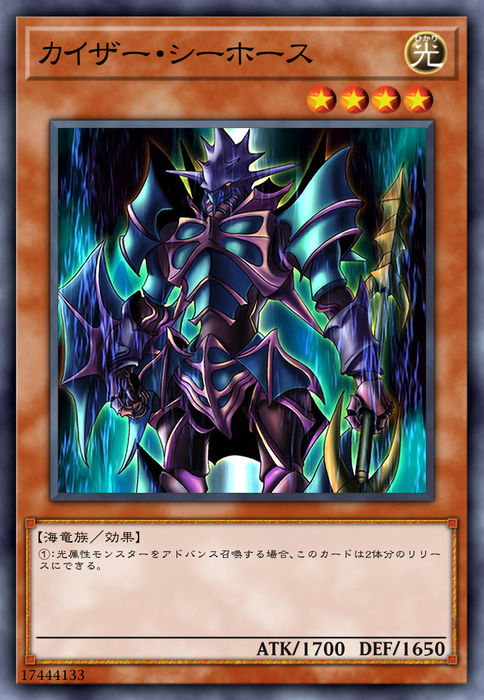 カイザー・シーホース
ひかり
光
【海竜族／効果】
①：光属性モンスターをアドバンス召喚する場合、このカードは2体分のリリー
スにできる。
ATK/1700 DEF/1650
17444133